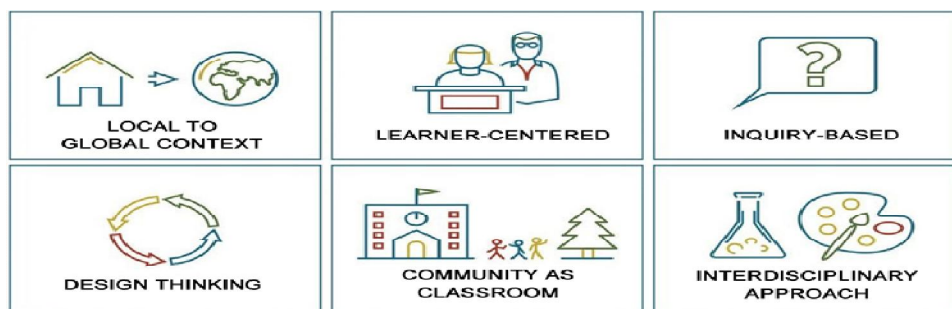 LOCAL TO
GLOBAL CONTEXT
LEARNER-CENTERED
INQUIRY-BASED
DESIGN THINKING
COMMUNITY AS
CLASSROOM
INTERDISCIPLINARY
APPROACH